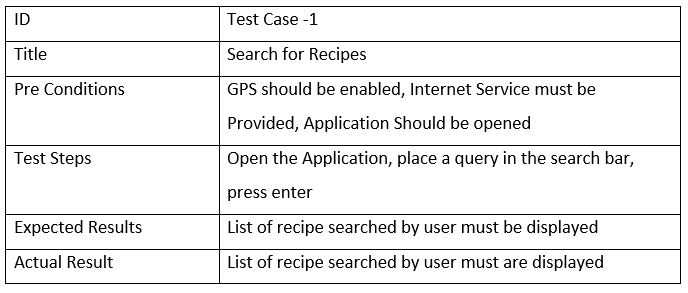 ID Test Case -1
Title Search for Recipes
Pre Conditions GPS should be enabled, Internet Service must be
Provided, Application Should be opened
Test Steps Open the Application, place a query in the search bar,
press enter
Expected Results List of recipe searched by user must be displayed
Actual Result List of recipe searched by user must are displayed